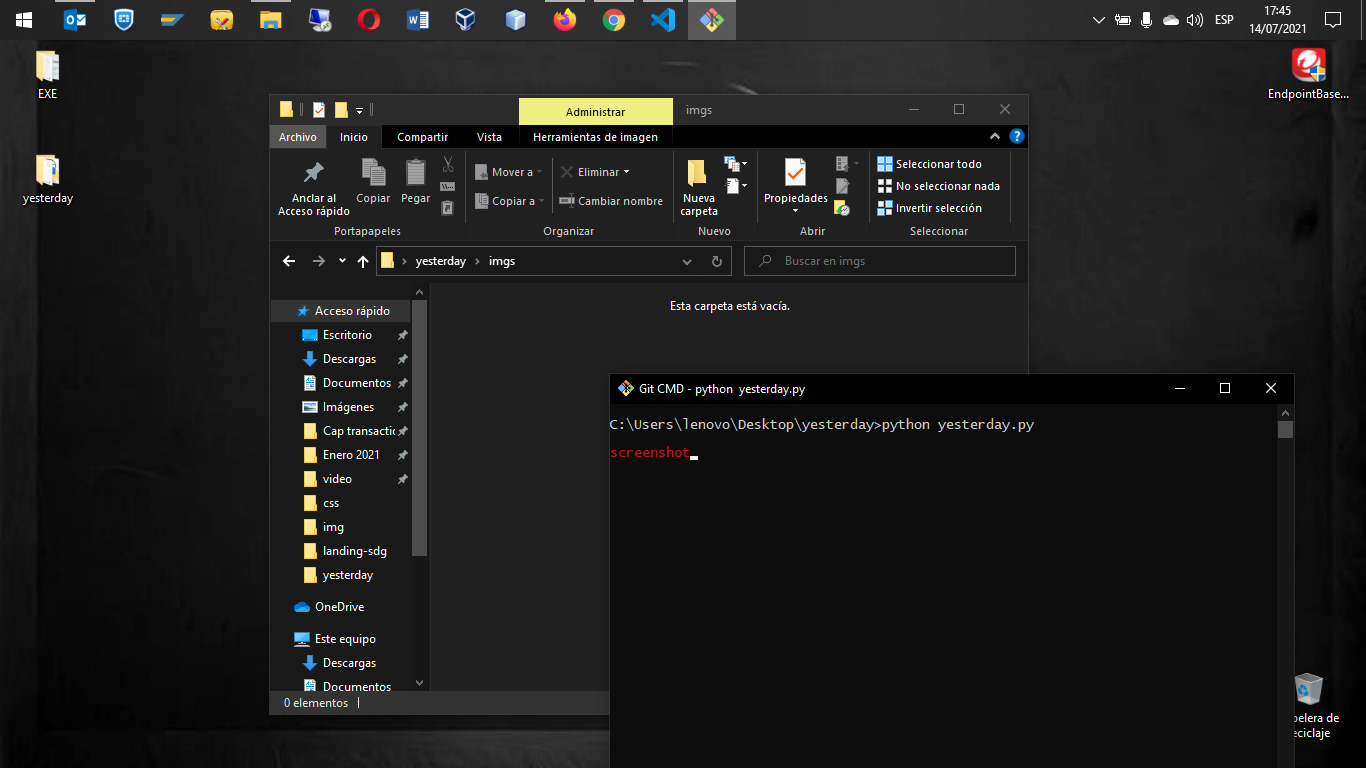 17:45
ESP
14/07/2021
EXE
EndpointBase...
yesterday
Administrar
imgs
Archivo
Inicio
Compartir
Vista
Herramientas de imagen
Anclar al
Acceso rápido
Copiar
Pegar
Portapapeles
Mover a
Copiar a
Eliminar
Cambiar nombre
Organizar
Nueva
carpeta
Nuevo
Propiedades
Abrir
Seleccionar todo
No seleccionar nada
Invertir selección
Seleccionar
yesterday
imgs
Buscar en imgs
Acceso rápido
Escritorio
Descargas
Documentos
Imágenes
Cap transactic
Enero 2021
video
css
img
landing-sdg
yesterday
OneDrive
Este equipo
Descargas
Documentos
Esta carpeta está vacía.
0 elementos
Git CMD - python  yesterday.py
C:\Users\lenovo\Desktop\yesterday>python yesterday.py
screenshot
pelera de
eciclaje